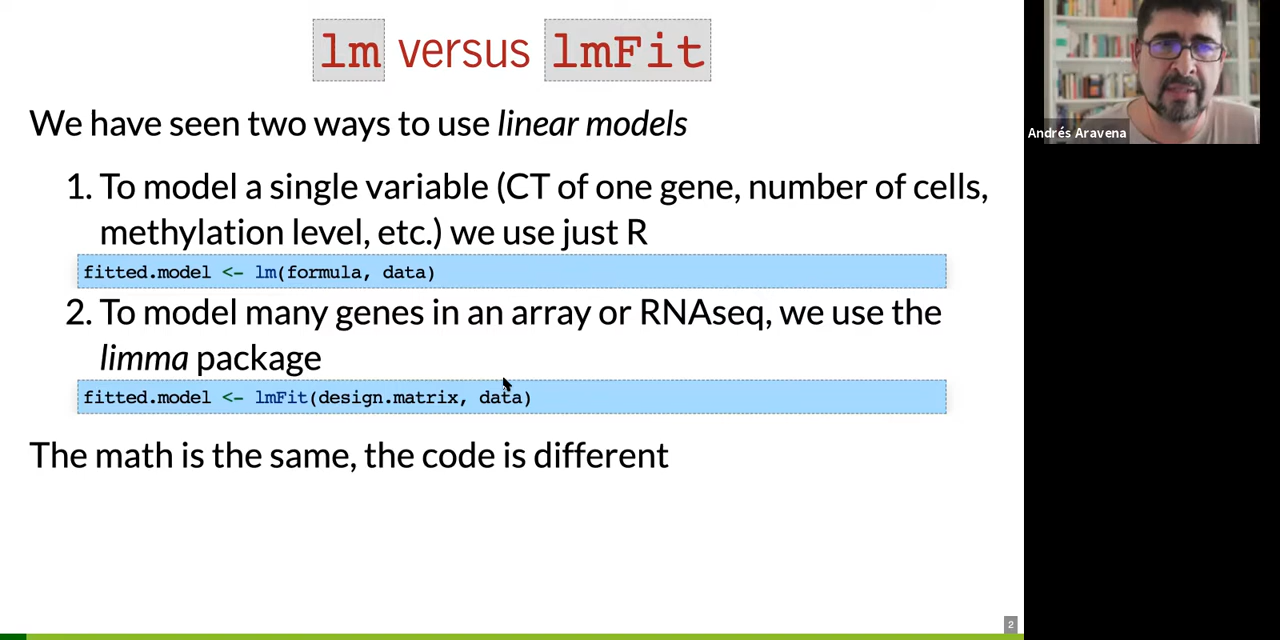 lm versus lmFit
We have seen two ways to use linear models
1. To model a single variable (CT of one gene, number of cells,
methylation level, etc.) we use just R
fitted.model <- lm(formula, data)
2. To model many genes in an array or RNAseq, we use the
limma package
fitted.model <- lmFit(design.matrix, data)
The math is the same, the code is different
2
Andrés Aravena